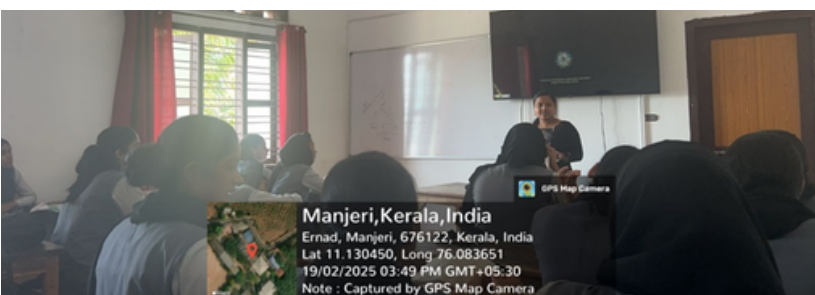 GPS Map Camera
Manjeri,Kerala,India
Ernad, Manjeri, 676122, Kerala, India
Lat 11.130450, Long 76.083651
19/02/2025 03:49 PM GMT+05:30
Note : Captured by GPS Map Camera